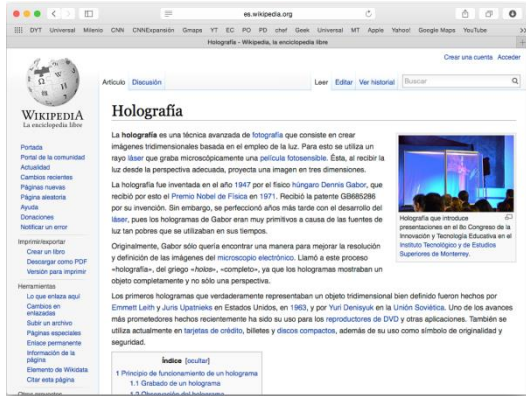 es.wikipedia.org
DYT Universal Milenio CNN CNNExpansión Gmaps YT EC PO PD chef Geek Universal MT Apple Yahoo! Google Maps YouTube
Holografía - Wikipedia, la enciclopedia libre
Crear una cuenta Acceder
Artículo Discusión Leer Editar Ver historial Buscar
WIKIPEDIA
La enciclopedia libre
Portada
Portal de la comunidad
Actualidad
Cambios recientes
Páginas nuevas
Página aleatoria
Ayuda
Donaciones
Notificar un error
Imprimir/exportar
Crear un libro
Descargar como PDF
Versión para imprimir
Herramientas
Lo que enlaza aquí
Cambios en
enlazadas
Subir un archivo
Páginas especiales
Enlace permanente
Información de la
página
Elemento de Wikidata
Citar esta página
Otros proyectos
Holografía
La holografía es una técnica avanzada de fotografía que consiste en crear
imágenes tridimensionales basada en el empleo de la luz. Para esto se utiliza un
rayo láser que graba microscópicamente una película fotosensible. Ésta, al recibir la
luz desde la perspectiva adecuada, proyecta una imagen en tres dimensiones.
La holografía fue inventada en el año 1947 por el físico húngaro Dennis Gabor, que
recibió por esto el Premio Nobel de Física en 1971. Recibió la patente GB685286
por su invención. Sin embargo, se perfeccionó años más tarde con el desarrollo del
láser, pues los hologramas de Gabor eran muy primitivos a causa de las fuentes de
luz tan pobres que se utilizaban en sus tiempos.
Originalmente, Gabor sólo quería encontrar una manera para mejorar la resolución
y definición de las imágenes del microscopio electrónico. Llamó a este proceso
«holografía», del griego «holos», «completo», ya que los hologramas mostraban un
objeto completamente y no sólo una perspectiva.
Holografía que introduce
presentaciones en el 8o Congreso de la
Innovación y Tecnología Educativa en el
Instituto Tecnológico y de Estudios
Superiores de Monterrey.
Los primeros hologramas que verdaderamente representaban un objeto tridimensional bien definido fueron hechos por
Emmett Leith y Juris Upatnieks en Estados Unidos, en 1963, y por Yuri Denisyuk en la Unión Soviética. Uno de los avances
más prometedores hechos recientemente ha sido su uso para los reproductores de DVD y otras aplicaciones. También se
utiliza actualmente en tarjetas de crédito, billetes y discos compactos, además de su uso como símbolo de originalidad y
seguridad.
Índice [ocultar]
1 Principio de funcionamiento de un holograma
1.1 Grabado de un holograma
1.2 Observación del holograma